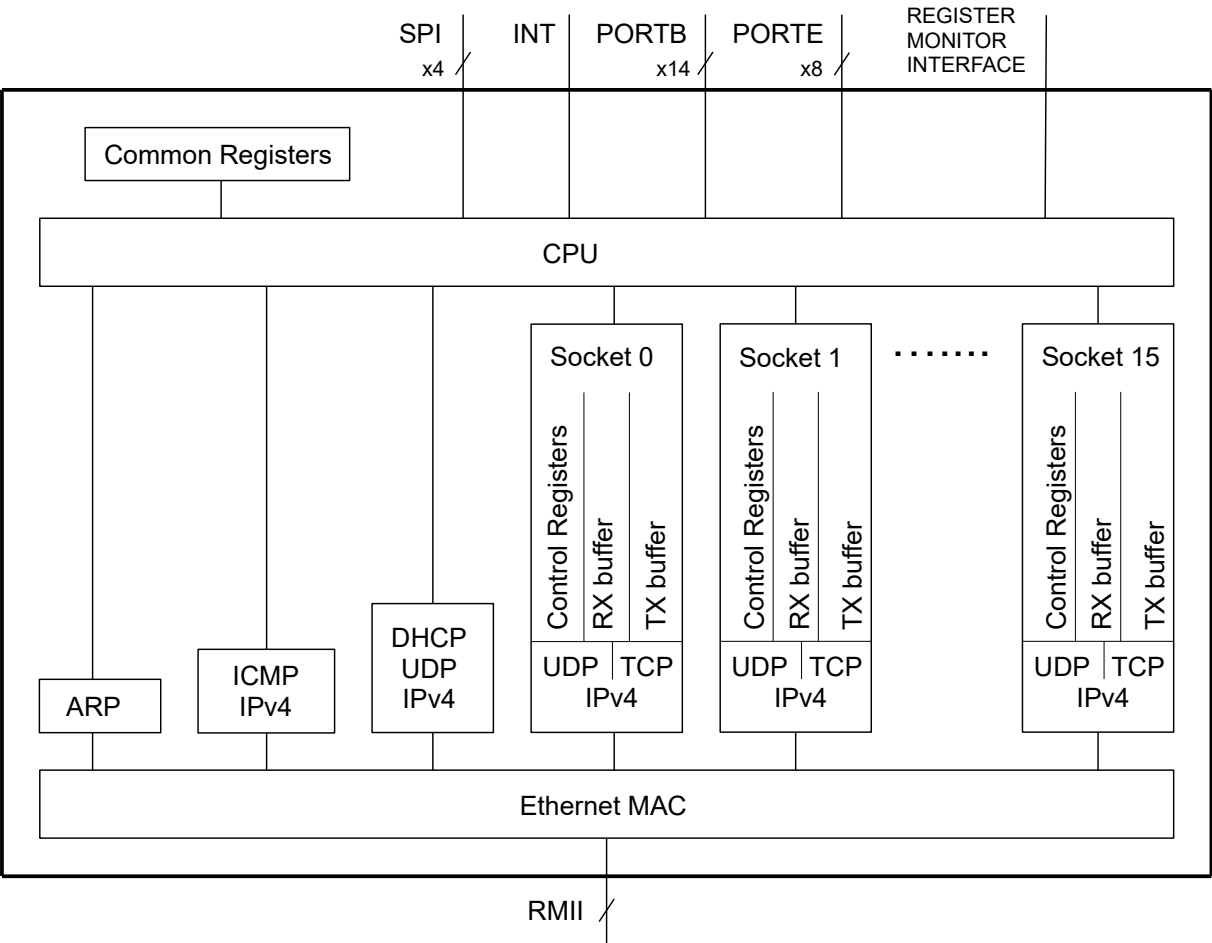 SPI
x4
INT
PORTB
x14
PORTE
x8
REGISTER
MONITOR
INTERFACE
Common Registers
CPU
ARP
ICMP
IPv4
DHCP
UDP
IPv4
Socket 0
Control Registers
RX buffer
TX buffer
UDP
TCP
IPv4
Socket 1
Control Registers
RX buffer
TX buffer
UDP
TCP
IPv4
.......
Socket 15
Control Registers
RX buffer
TX buffer
UDP
TCP
IPv4
Ethernet MAC
RMII